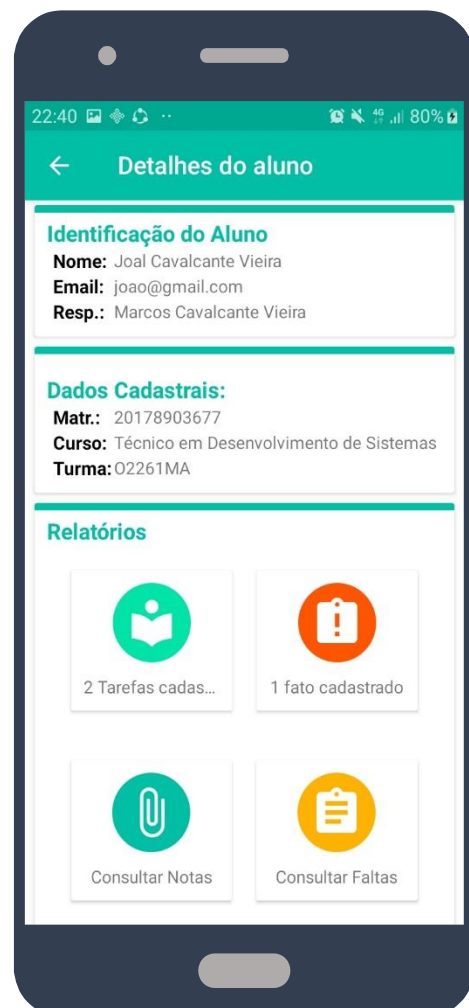 22:40 4G 80%
Detalhes do aluno
Identificação do Aluno
Nome: Joal Cavalcante Vieira
Email: joao@gmail.com
Resp.: Marcos Cavalcante Vieira
Dados Cadastrais:
Matr.: 20178903677
Curso: Técnico em Desenvolvimento de Sistemas
Turma: O2261MA
Relatórios
2 Tarefas cadas...
1 fato cadastrado
Consultar Notas
Consultar Faltas